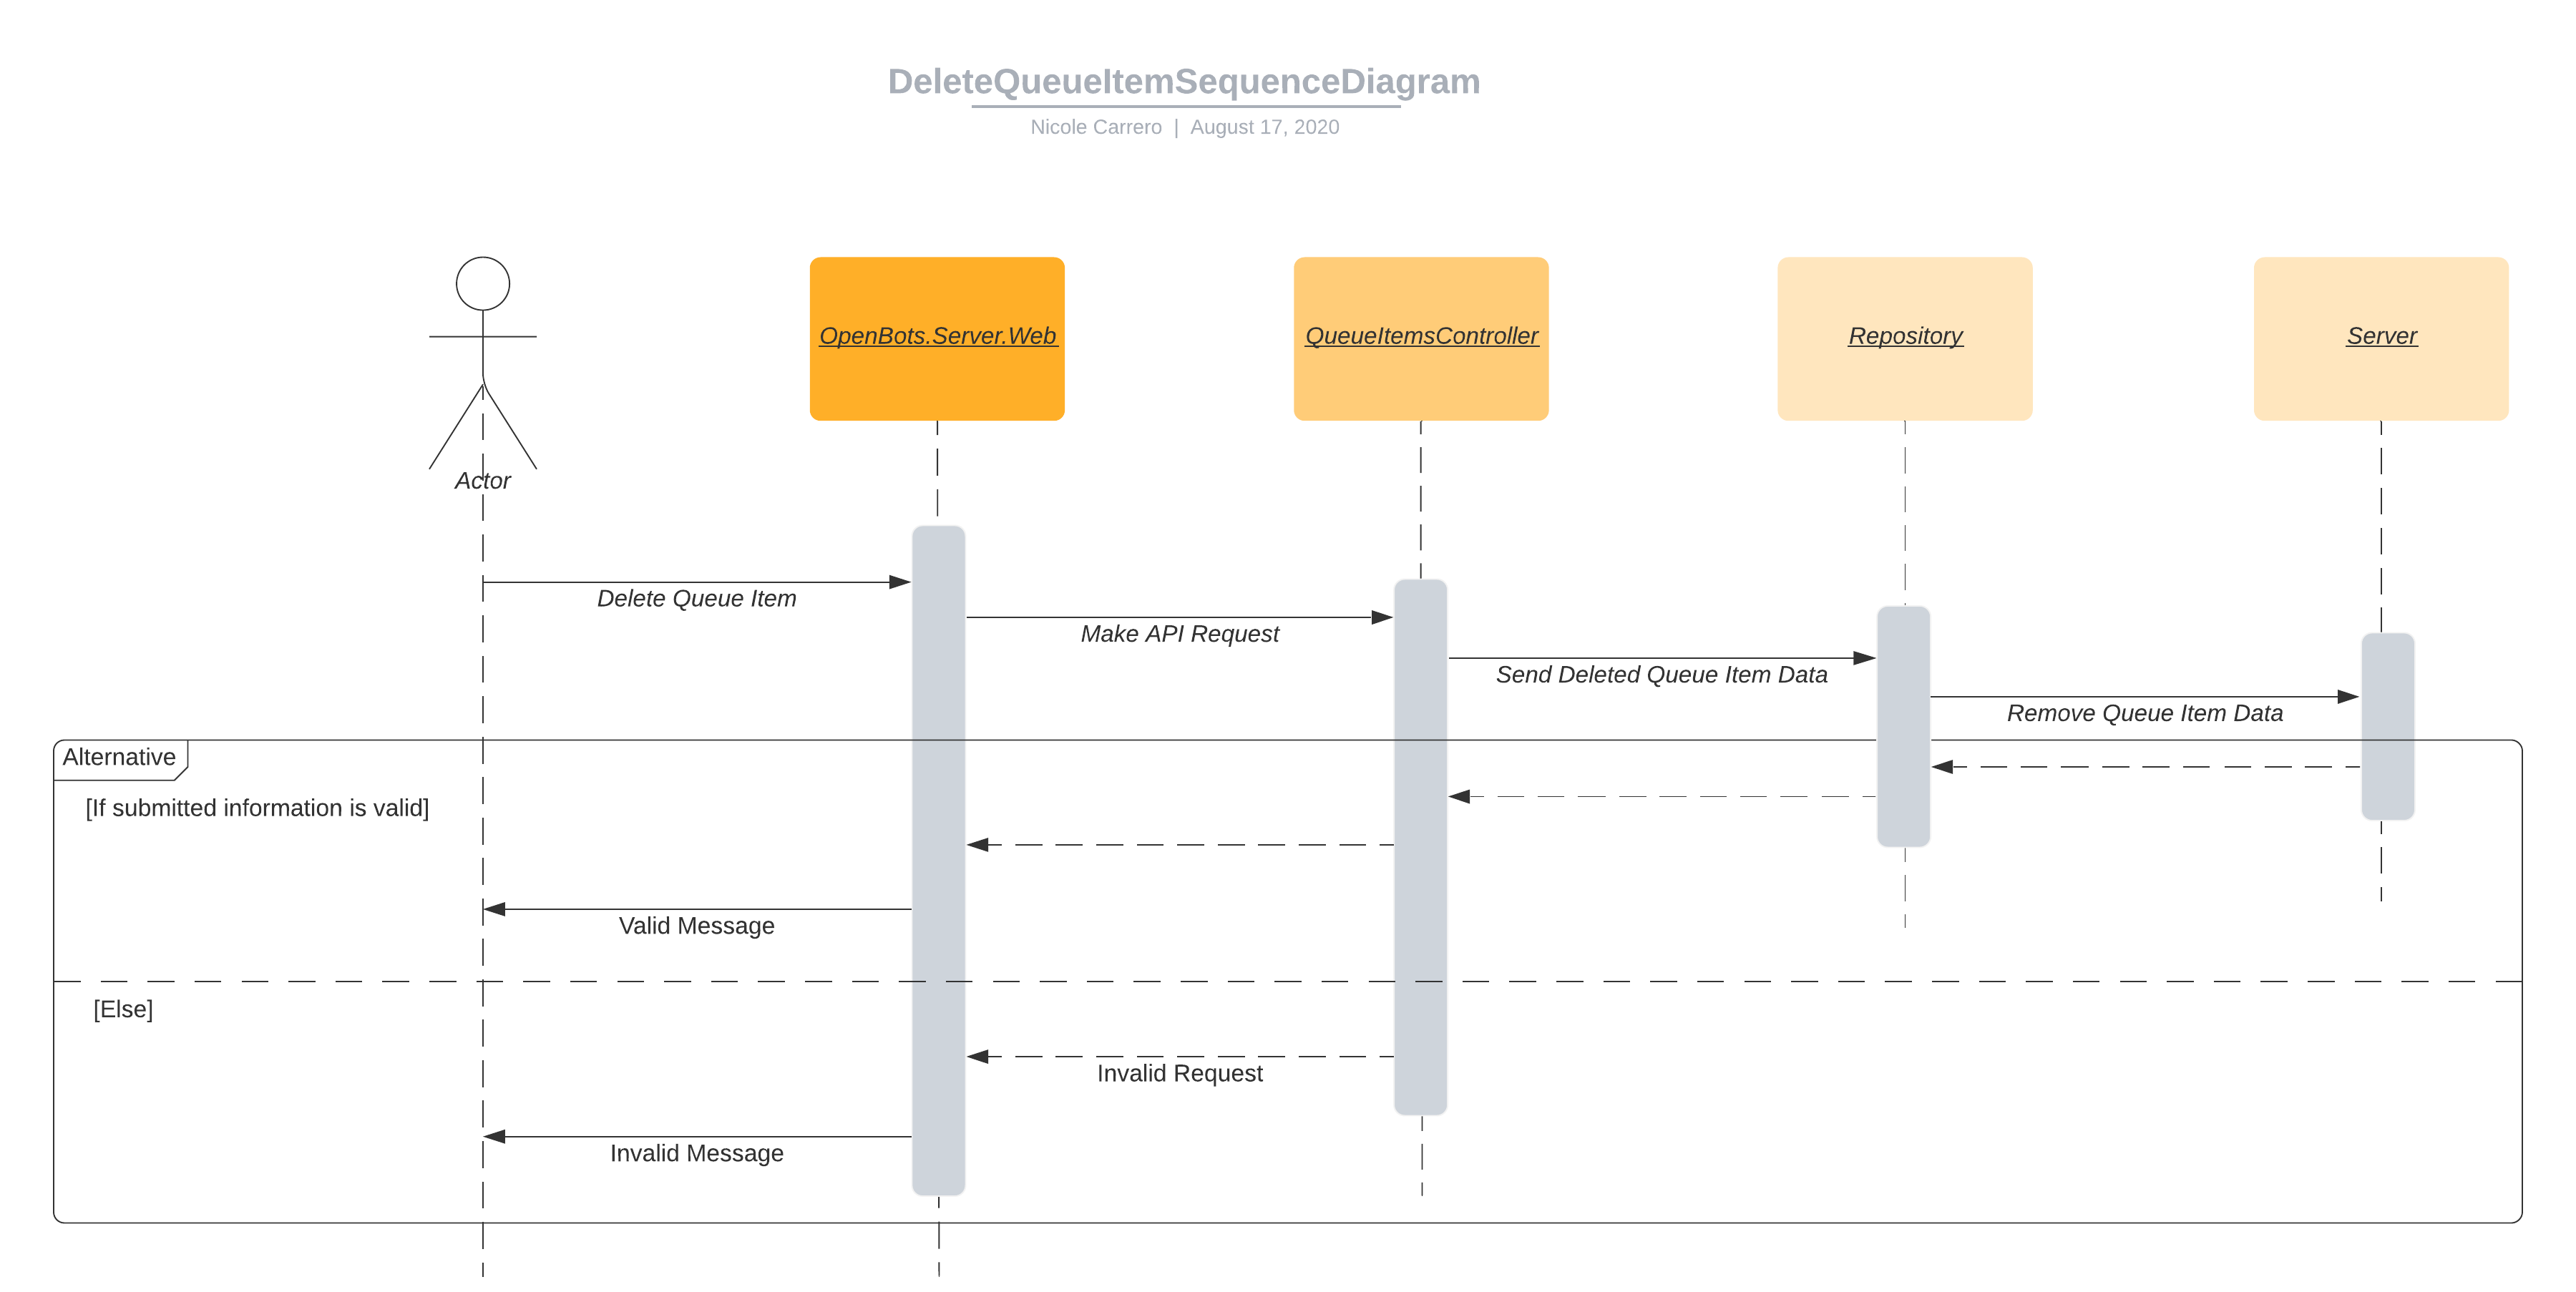 DeleteQueueItemSequenceDiagram
Nicole Carrero | August 17, 2020
OpenBots.Server.Web
QueueItemsController
Repository
Server
Actor
Delete Queue Item
Make API Request
Send Deleted Queue Item Data
Remove Queue Item Data
Alternative
[If submitted information is valid]
Valid Message
[Else]
Invalid Request
Invalid Message